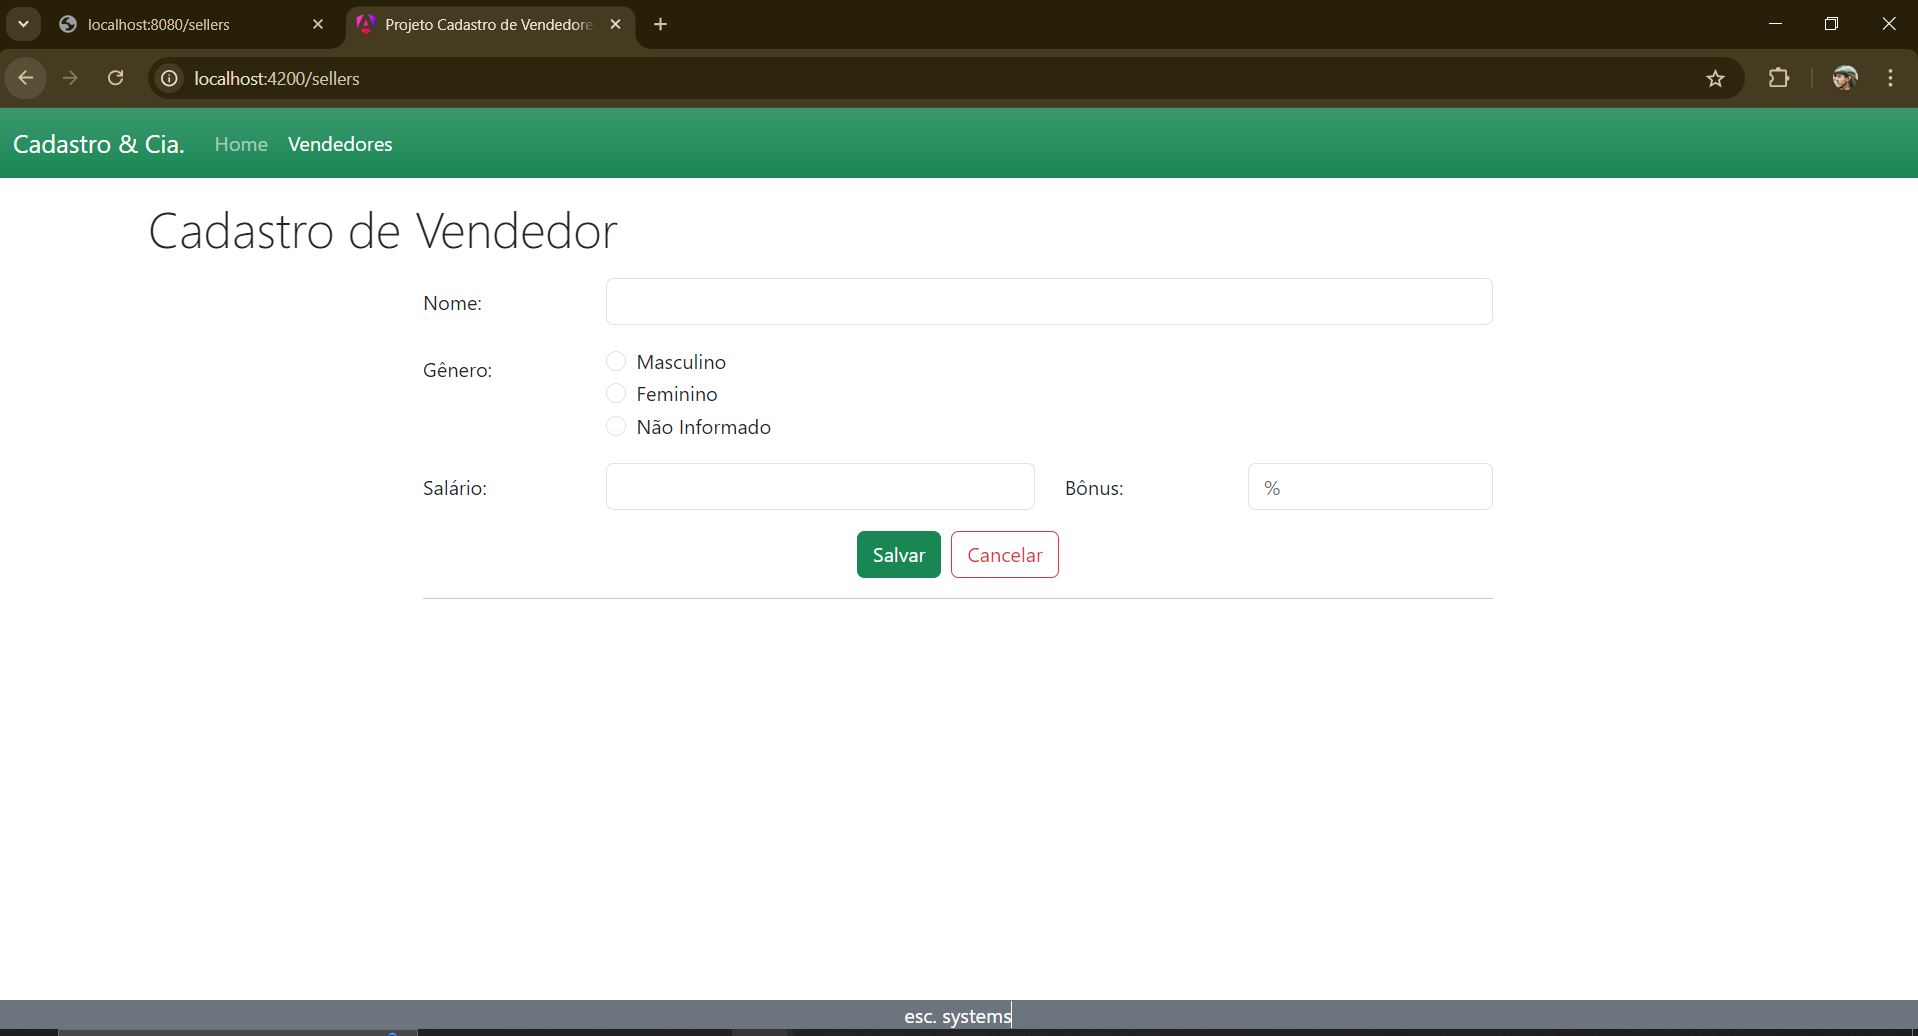 localhost:8080/sellers
Projeto Cadastro de Vendedore
localhost:4200/sellers
Cadastro & Cia. Home Vendedores
Cadastro de Vendedor
Nome:
Gênero:
Masculino
Feminino
Não Informado
Salário:
Bônus: %
Salvar Cancelar
esc. systems